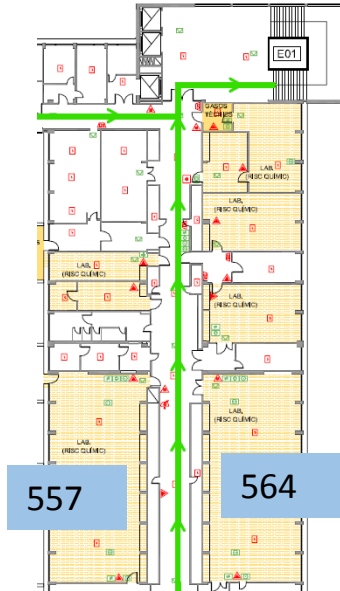 E01
GASOS
TÈCNICS
LAB.
(RISC QUÍMIC)
LAB.
(RISC QUÍMIC)
LAB.
(RISC QUÍMIC)
LAB.
(RISC QUÍMIC)
LAB.
(RISC QUÍMIC)
LAB.
(RISC QUÍMIC)
557
564